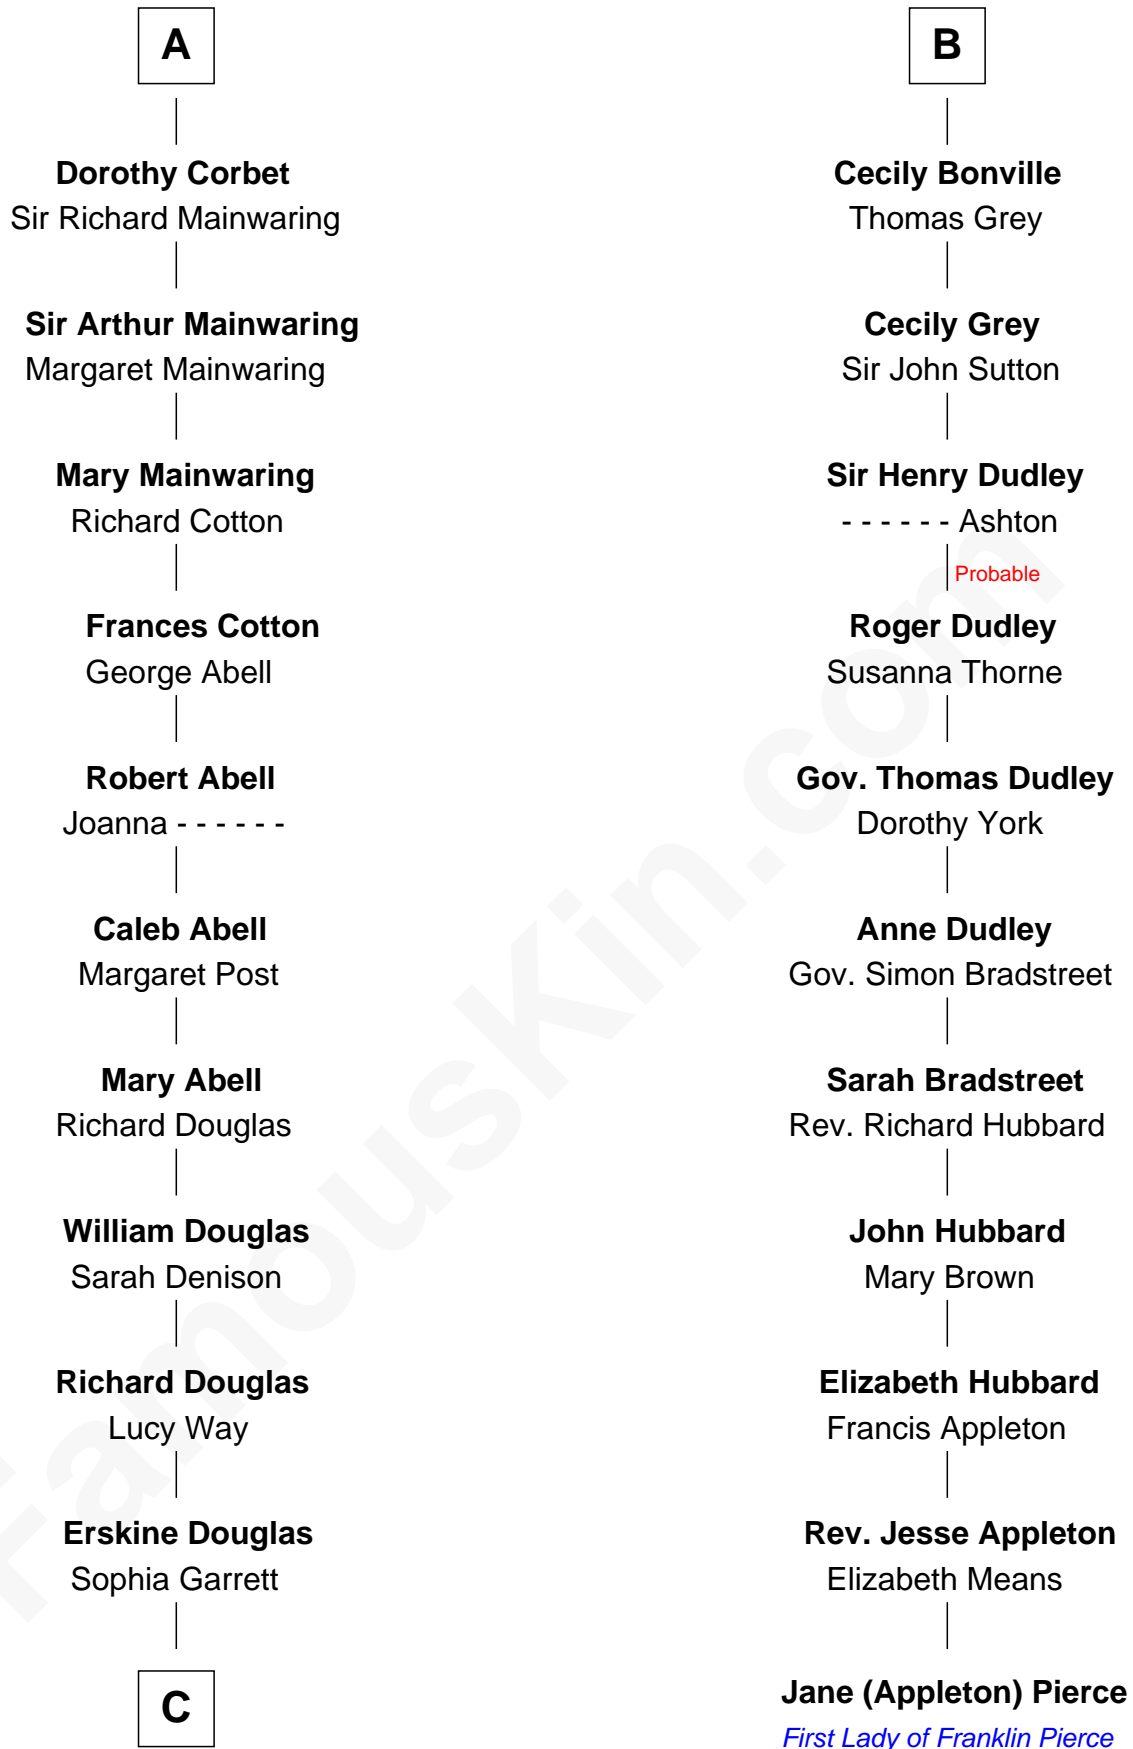 A
Dorothy Corbet
Sir Richard Mainwaring
Sir Arthur Mainwaring
Margaret Mainwaring
Mary Mainwaring
Richard Cotton
Frances Cotton
George Abell
Robert Abell
Joanna - - - - - -
Caleb Abell
Margaret Post
Mary Abell
Richard Douglas
William Douglas
Sarah Denison
Richard Douglas
Lucy Way
Erskine Douglas
Sophia Garrett
C
B
Cecily Bonville
Thomas Grey
Cecily Grey
Sir John Sutton
Sir Henry Dudley
- - - - - - Ashton
Probable
Roger Dudley
Susanna Thorne
Gov. Thomas Dudley
Dorothy York
Anne Dudley
Gov. Simon Bradstreet
Sarah Bradstreet
Rev. Richard Hubbard
John Hubbard
Mary Brown
Elizabeth Hubbard
Francis Appleton
Rev. Jesse Appleton
Elizabeth Means
Jane (Appleton) Pierce
First Lady of Franklin Pierce
FamousKin.com